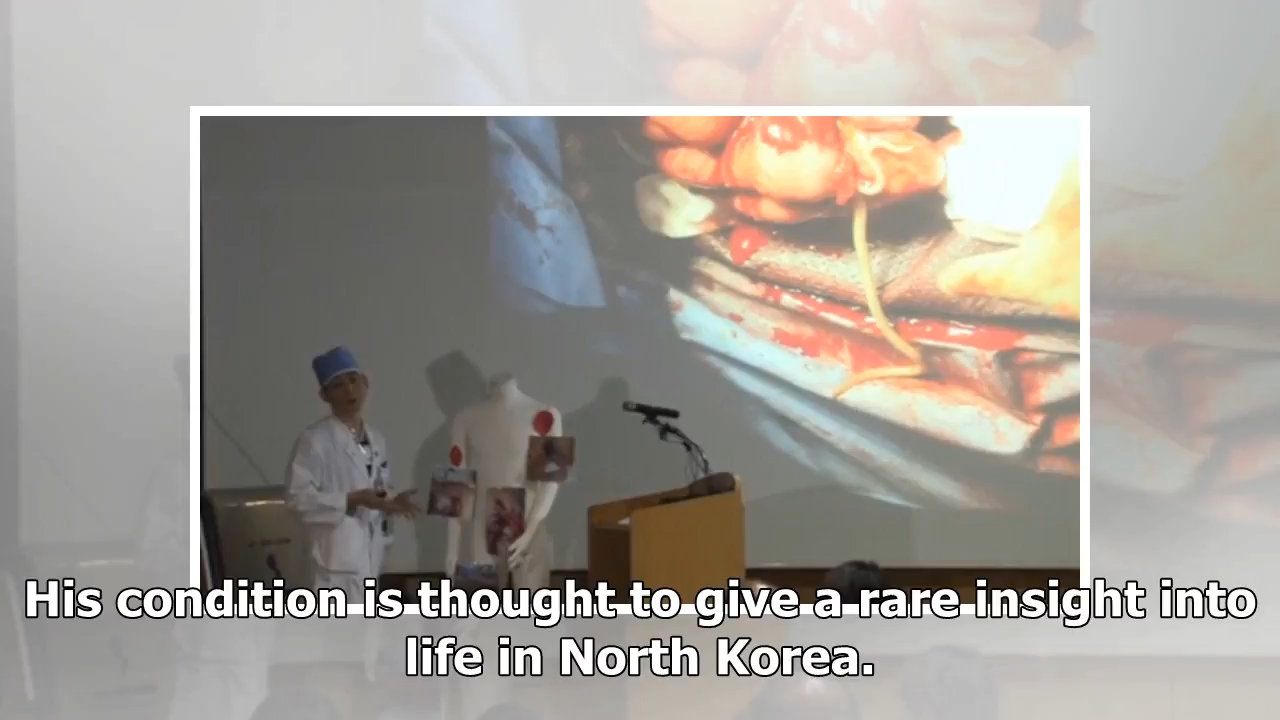 His condition is thought to give a rare insight into
life in North Korea.